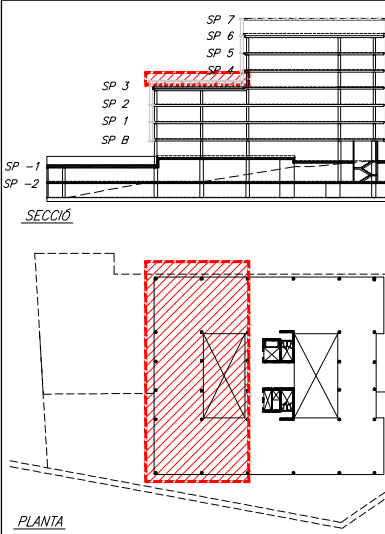 SP 7
SP 6
SP 5
SP 4
SP 3
SP 2
SP 1
SP B
SP -1
SP -2
SECCIÓ
PLANTA